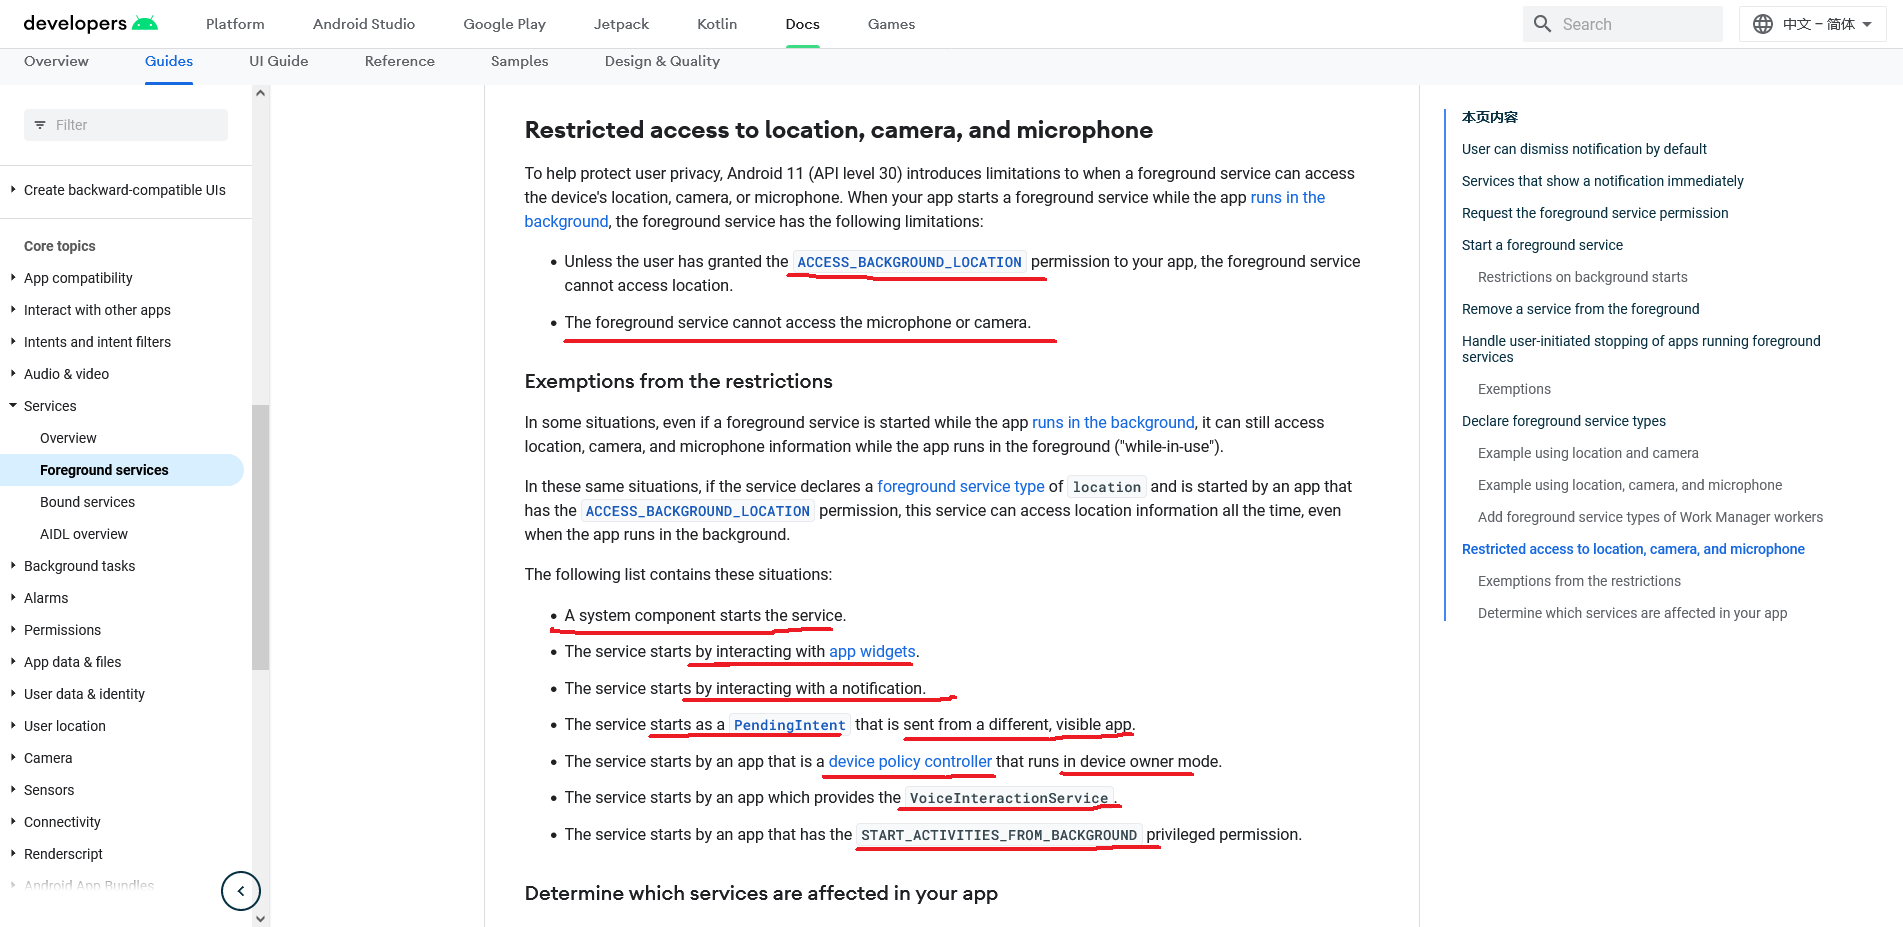 developers
Platform
Android Studio
Google Play
Jetpack
Kotlin
Docs
Games
Search
中文 – 简体
Overview
Guides
UI Guide
Reference
Samples
Design & Quality
Filter
Create backward-compatible UIs
Core topics
App compatibility
Interact with other apps
Intents and intent filters
Audio & video
Services
Overview
Foreground services
Bound services
AIDL overview
Background tasks
Alarms
Permissions
App data & files
User data & identity
User location
Camera
Sensors
Connectivity
Renderscript
Android App Bundles
Restricted access to location, camera, and microphone
To help protect user privacy, Android 11 (API level 30) introduces limitations to when a foreground service can access
the device's location, camera, or microphone. When your app starts a foreground service while the app runs in the
background, the foreground service has the following limitations:
• Unless the user has granted the ACCESS_BACKGROUND_LOCATION permission to your app, the foreground service
cannot access location.
• The foreground service cannot access the microphone or camera.
Exemptions from the restrictions
In some situations, even if a foreground service is started while the app runs in the background, it can still access
location, camera, and microphone information while the app runs in the foreground ("while-in-use").
In these same situations, if the service declares a foreground service type of location and is started by an app that
has the ACCESS_BACKGROUND_LOCATION permission, this service can access location information all the time, even
when the app runs in the background.
The following list contains these situations:
• A system component starts the service.
• The service starts by interacting with app widgets.
• The service starts by interacting with a notification.
• The service starts as a PendingIntent that is sent from a different, visible app.
• The service starts by an app that is a device policy controller that runs in device owner mode.
• The service starts by an app which provides the VoiceInteractionService.
• The service starts by an app that has the START_ACTIVITIES_FROM_BACKGROUND privileged permission.
Determine which services are affected in your app
本页内容
User can dismiss notification by default
Services that show a notification immediately
Request the foreground service permission
Start a foreground service
Restrictions on background starts
Remove a service from the foreground
Handle user-initiated stopping of apps running foreground
services
Exemptions
Declare foreground service types
Example using location and camera
Example using location, camera, and microphone
Add foreground service types of Work Manager workers
Restricted access to location, camera, and microphone
Exemptions from the restrictions
Determine which services are affected in your app